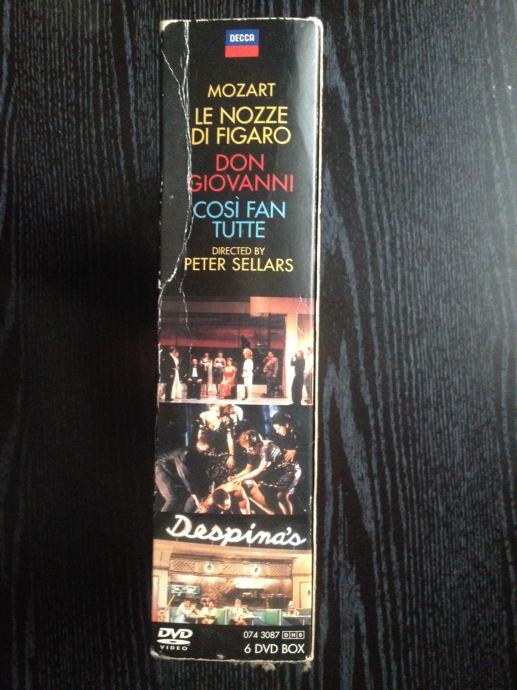 DECCA
MOZART
LE NOZZE
DI FIGARO
DON
GIOVANNI
COSÌ FAN
TUTTE
DIRECTED BY
PETER SELLARS
Despina's
DVD
VIDEO
074 3087 DH6
6 DVD BOX